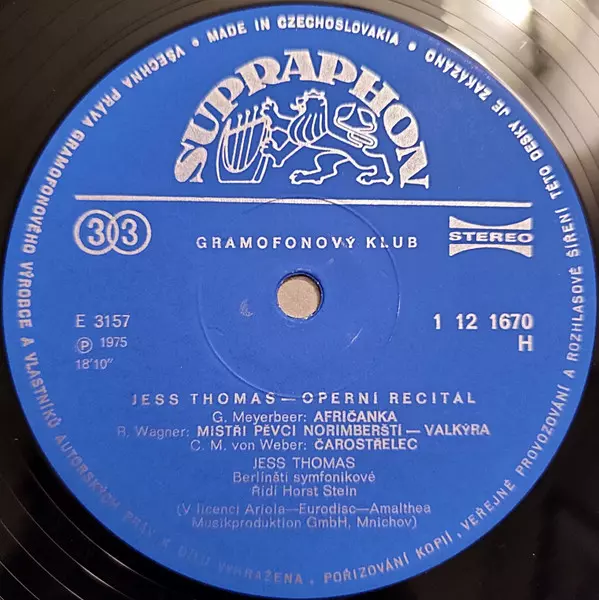 • MADE IN CZECHOSLOVAKIA •
VŠECHNA PRÁVA GRAMOFONOVÉHO VÝROBCE A VLASTNÍKŮ AUTORSKÝCH PRÁV K DÍLU VYHRAŽENA. POŘIZOVÁNÍ KOPIÍ, VEŘEJNÉ PROVOZOVÁNÍ A ROZHLASOVÉ ŠÍŘENÍ TÉTO DESKY JE ZAKÁZÁNO
SUPRAPHON
33
GRAMOFONOVÝ KLUB
STEREO
E 3157
1 12 1670
Ⓟ 1975
H
18'10"
JESS THOMAS — OPERNÍ RECITÁL
G. Meyerbeer: AFRIČANKA
R. Wagner: MISTŘI PĚVCI NORIMBERŠTÍ — VALKÝRA
C. M. von Weber: ČAROSTŘELEC
JESS THOMAS
Berlínští symfonikové
Řídí Horst Stein
(V licenci Ariola—Eurodisc—Amalthea
Musikproduktion GmbH, Mnichov)